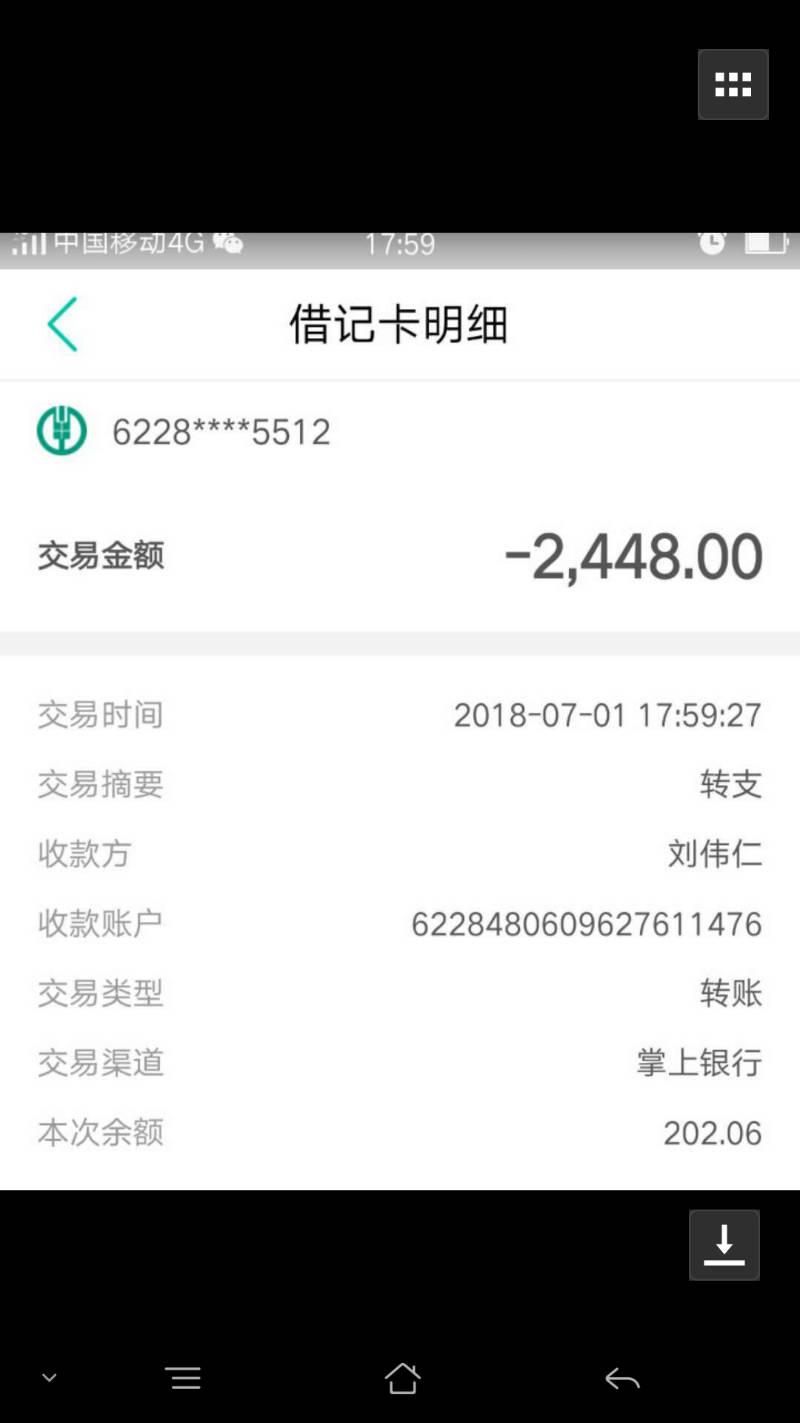 中国移动4G 17:59
借记卡明细
6228****5512
交易金额 -2,448.00
交易时间 2018-07-01 17:59:27
交易摘要 转支
收款方 刘伟仁
收款账户 6228480609627611476
交易类型 转账
交易渠道 掌上银行
本次余额 202.06